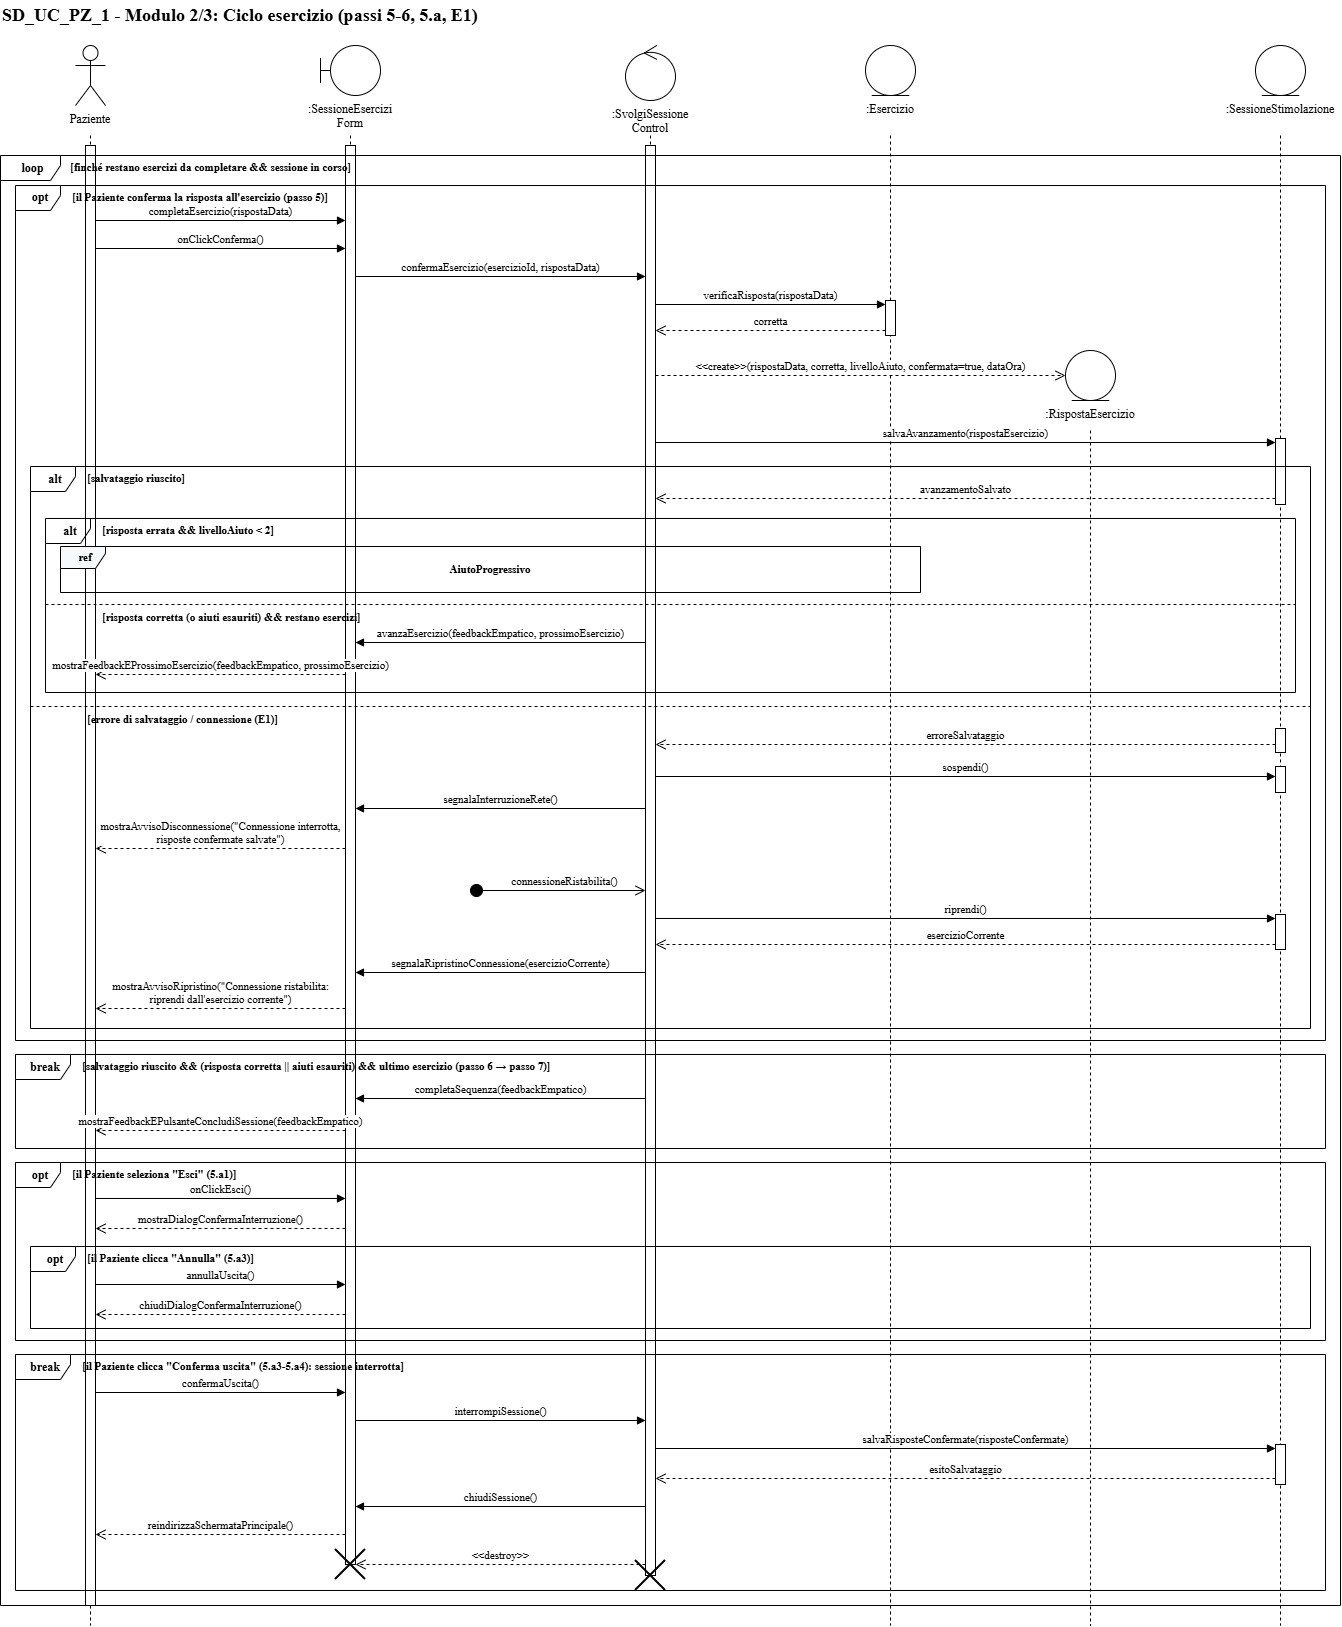 SD_UC_PZ_1 - Modulo 2/3: Ciclo esercizio (passi 5-6, 5.a, E1)
Paziente
:SessioneEsercizi
Form
:SvolgiSessione
Control
:Esercizio
:SessioneStimolazione
loop
[finché restano esercizi da completare && sessione in corso]
opt
[il Paziente conferma la risposta all'esercizio (passo 5)]
completaEsercizio(rispostaData)
onClickConferma()
confermaEsercizio(esercizioId, rispostaData)
verificaRisposta(rispostaData)
corretta
<<create>>(rispostaData, corretta, livelloAiuto, confermata=true, dataOra)
:RispostaEsercizio
salvaAvanzamento(rispostaEsercizio)
alt
[salvataggio riuscito]
avanzamentoSalvato
alt
[risposta errata && livelloAiuto < 2]
ref
AiutoProgressivo
[risposta corretta (o aiuti esauriti) && restano esercizi]
avanzaEsercizio(feedbackEmpatico, prossimoEsercizio)
mostraFeedbackEProssimoEsercizio(feedbackEmpatico, prossimoEsercizio)
[errore di salvataggio / connessione (E1)]
erroreSalvataggio
sospendi()
segnalaInterruzioneRete()
mostraAvvisoDisconnessione("Connessione interrotta,
risposte confermate salvate")
connessioneRistabilita()
riprendi()
esercizioCorrente
segnalaRipristinoConnessione(esercizioCorrente)
mostraAvvisoRipristino("Connessione ristabilita:
riprendi dall'esercizio corrente")
break
[salvataggio riuscito && (risposta corretta || aiuti esauriti) && ultimo esercizio (passo 6 → passo 7)]
completaSequenza(feedbackEmpatico)
mostraFeedbackEPulsanteConcludiSessione(feedbackEmpatico)
opt
[il Paziente seleziona "Esci" (5.a1)]
onClickEsci()
mostraDialogConfermaInterruzione()
opt
[il Paziente clicca "Annulla" (5.a3)]
annullaUscita()
chiudiDialogConfermaInterruzione()
break
[il Paziente clicca "Conferma uscita" (5.a3-5.a4): sessione interrotta]
confermaUscita()
interrompiSessione()
salvaRisposteConfermate(risposteConfermate)
esitoSalvataggio
chiudiSessione()
reindirizzaSchermataPrincipale()
<<destroy>>